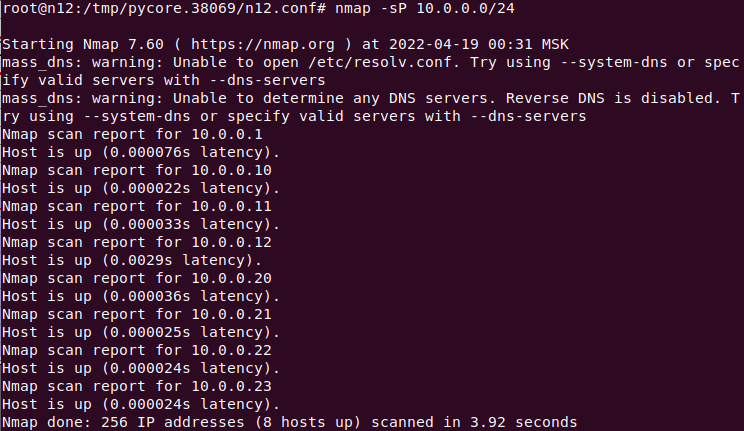 root@n12:/tmp/pycore.38069/n12.conf# nmap -sP 10.0.0.0/24
Starting Nmap 7.60 ( https://nmap.org ) at 2022-04-19 00:31 MSK
mass_dns: warning: Unable to open /etc/resolv.conf. Try using --system-dns or spec
ify valid servers with --dns-servers
mass_dns: warning: Unable to determine any DNS servers. Reverse DNS is disabled. T
ry using --system-dns or specify valid servers with --dns-servers
Nmap scan report for 10.0.0.1
Host is up (0.000076s latency).
Nmap scan report for 10.0.0.10
Host is up (0.000022s latency).
Nmap scan report for 10.0.0.11
Host is up (0.000033s latency).
Nmap scan report for 10.0.0.12
Host is up (0.0029s latency).
Nmap scan report for 10.0.0.20
Host is up (0.000036s latency).
Nmap scan report for 10.0.0.21
Host is up (0.000025s latency).
Nmap scan report for 10.0.0.22
Host is up (0.000024s latency).
Nmap scan report for 10.0.0.23
Host is up (0.000024s latency).
Nmap done: 256 IP addresses (8 hosts up) scanned in 3.92 seconds